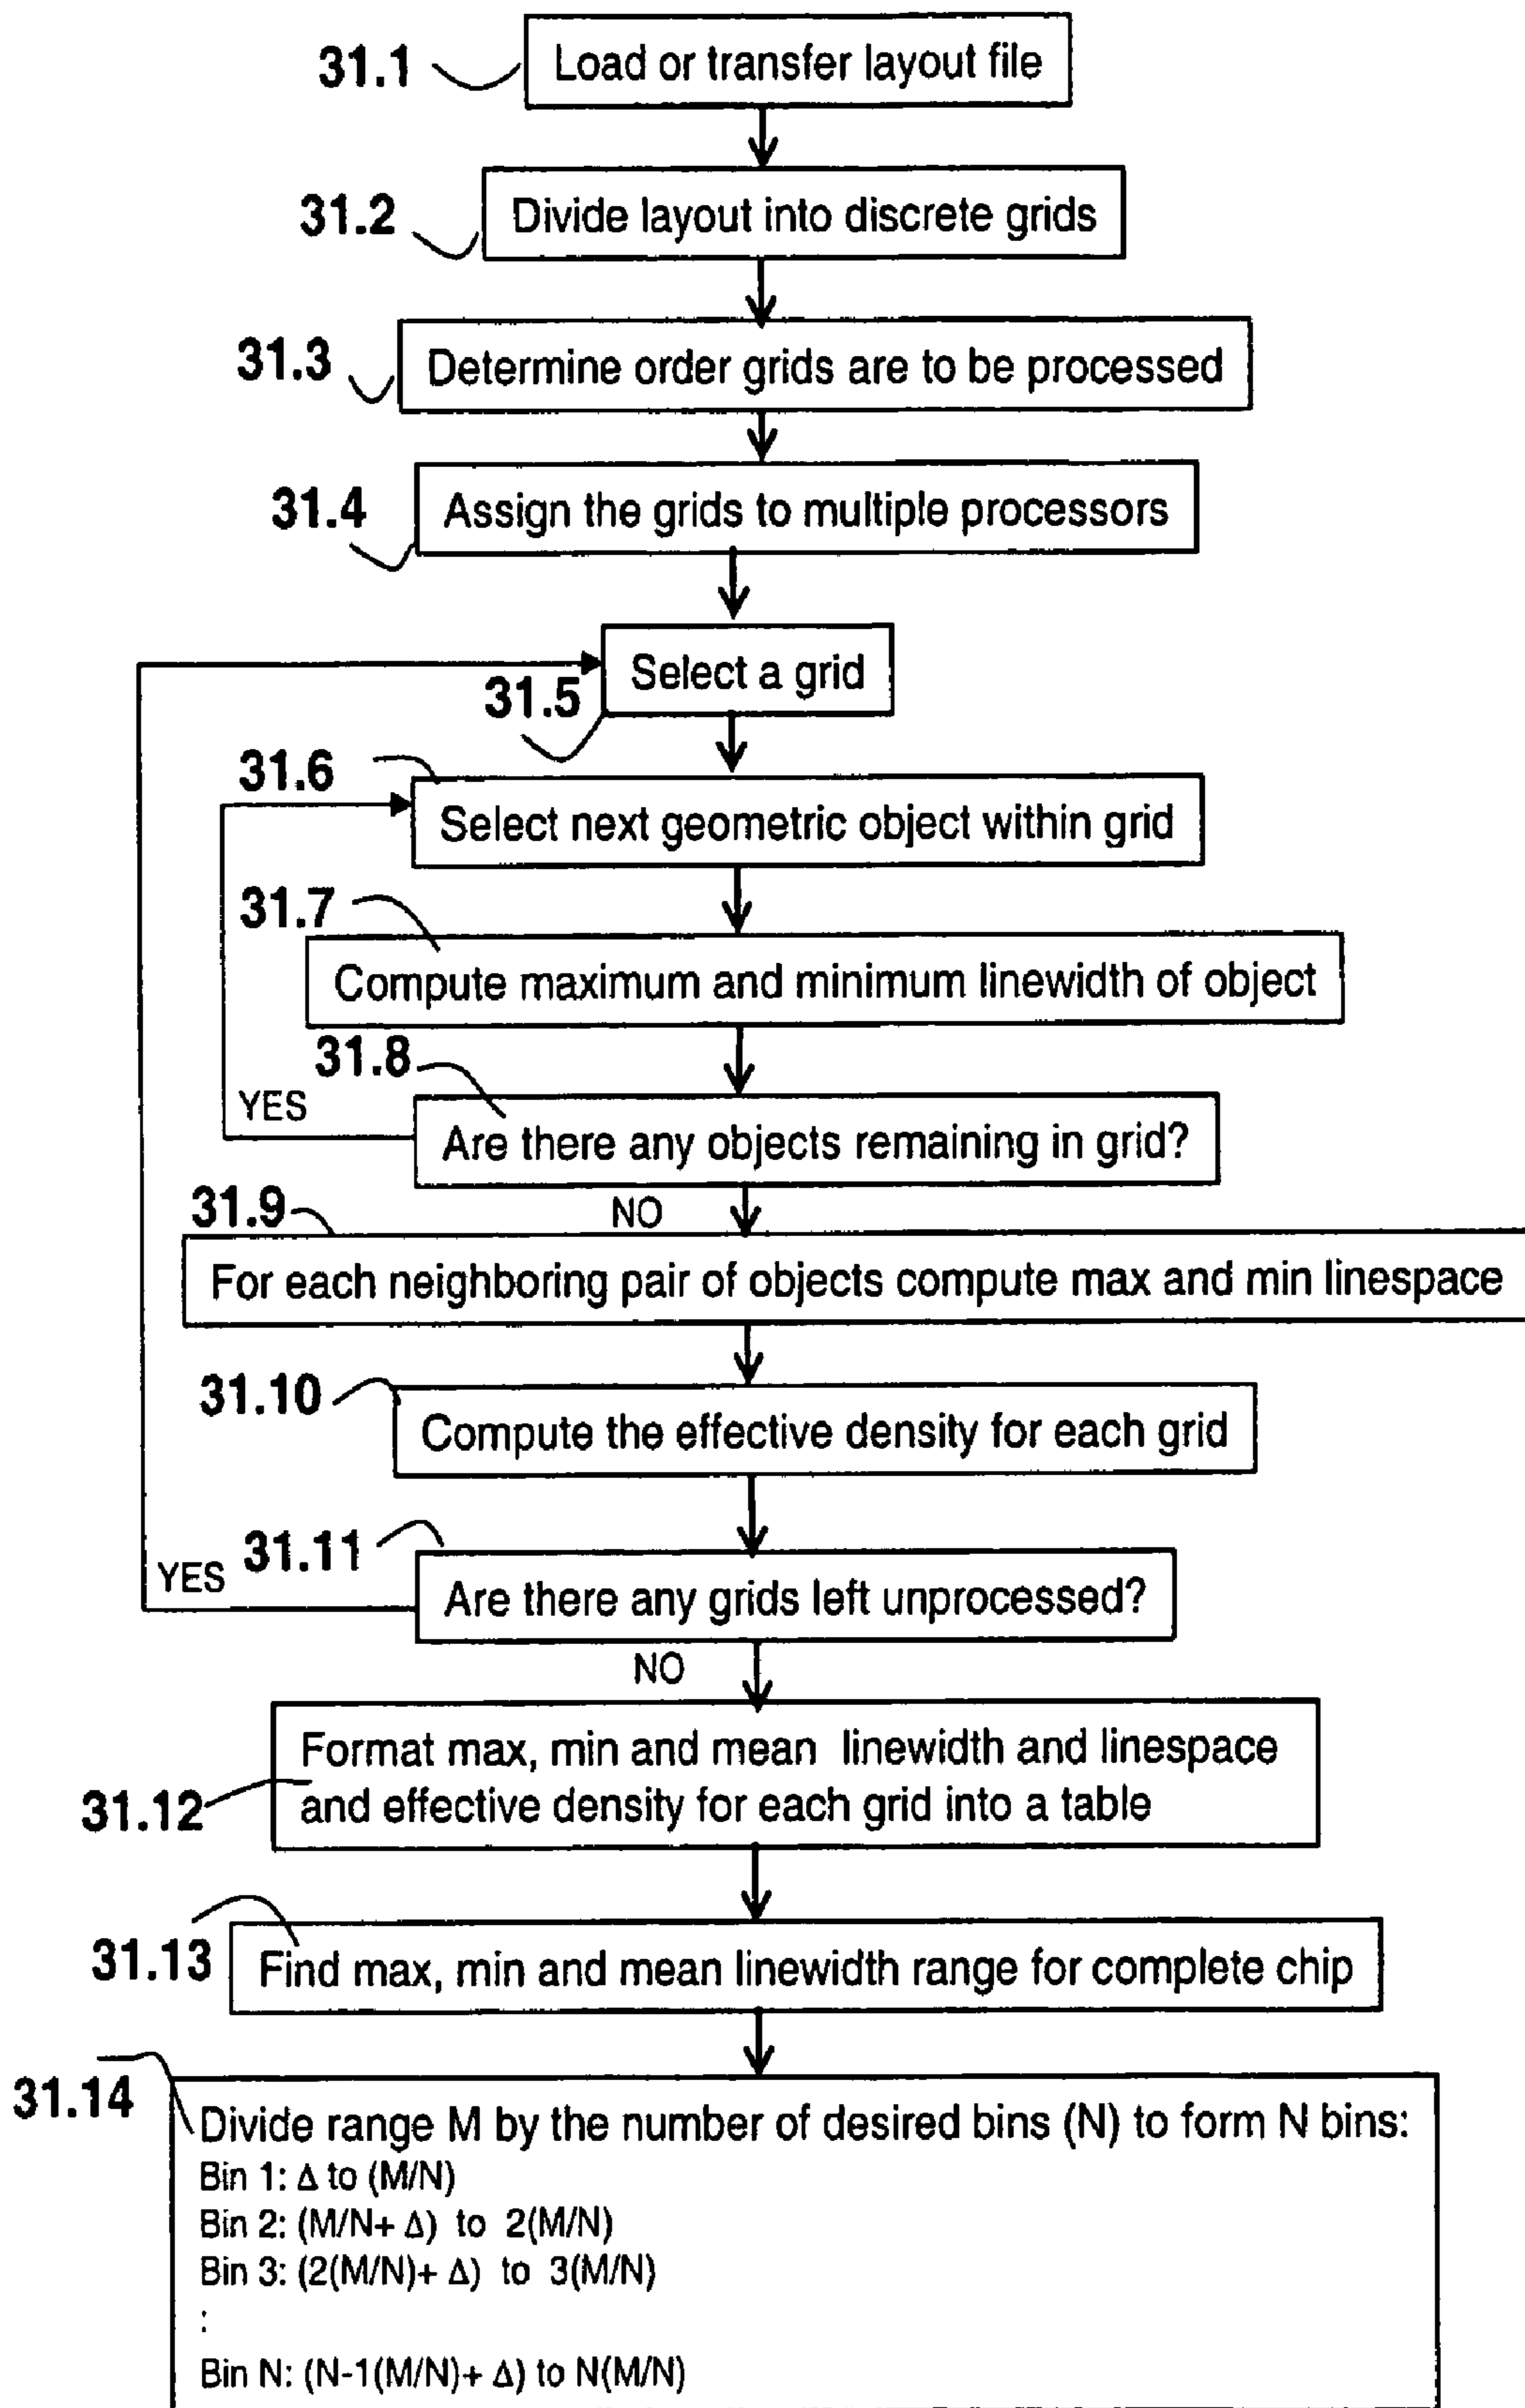 31.1
Load or transfer layout file
31.2
Divide layout into discrete grids
31.3
Determine order grids are to be processed
31.4
Assign the grids to multiple processors
Select a grid
31.5
31.6
Select next geometric object within grid
31.7
Compute maximum and minimum linewidth of object
31.8
YES
Are there any objects remaining in grid?
NO
31.9
For each neighboring pair of objects compute max and min linespace
31.10
Compute the effective density for each grid
31.11
YES
Are there any grids left unprocessed?
NO
Format max, min and mean linewidth and linespace
and effective density for each grid into a table
31.12
31.13
Find max, min and mean linewidth range for complete chip
31.14
Divide range M by the number of desired bins (N) to form N bins:
Bin 1: Δ to (M/N)
Bin 2: (M/N+ Δ) to 2(M/N)
Bin 3: (2(M/N)+ Δ) to 3(M/N)
:
Bin N: (N-1(M/N)+ Δ) to N(M/N)